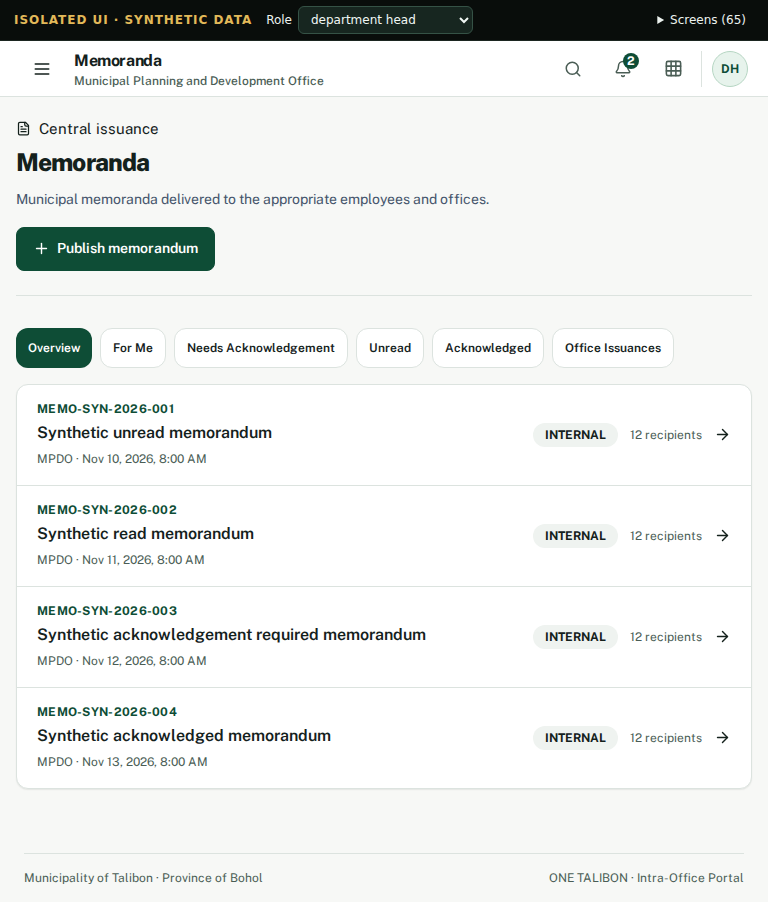 ISOLATED UI · SYNTHETIC DATA Role department head Screens (65)
Memoranda
Municipal Planning and Development Office
2
DH
Central issuance
Memoranda
Municipal memoranda delivered to the appropriate employees and offices.
Publish memorandum
Overview For Me Needs Acknowledgement Unread Acknowledged Office Issuances
MEMO-SYN-2026-001
Synthetic unread memorandum
MPDO · Nov 10, 2026, 8:00 AM
INTERNAL 12 recipients
MEMO-SYN-2026-002
Synthetic read memorandum
MPDO · Nov 11, 2026, 8:00 AM
INTERNAL 12 recipients
MEMO-SYN-2026-003
Synthetic acknowledgement required memorandum
MPDO · Nov 12, 2026, 8:00 AM
INTERNAL 12 recipients
MEMO-SYN-2026-004
Synthetic acknowledged memorandum
MPDO · Nov 13, 2026, 8:00 AM
INTERNAL 12 recipients
Municipality of Talibon · Province of Bohol ONE TALIBON · Intra-Office Portal